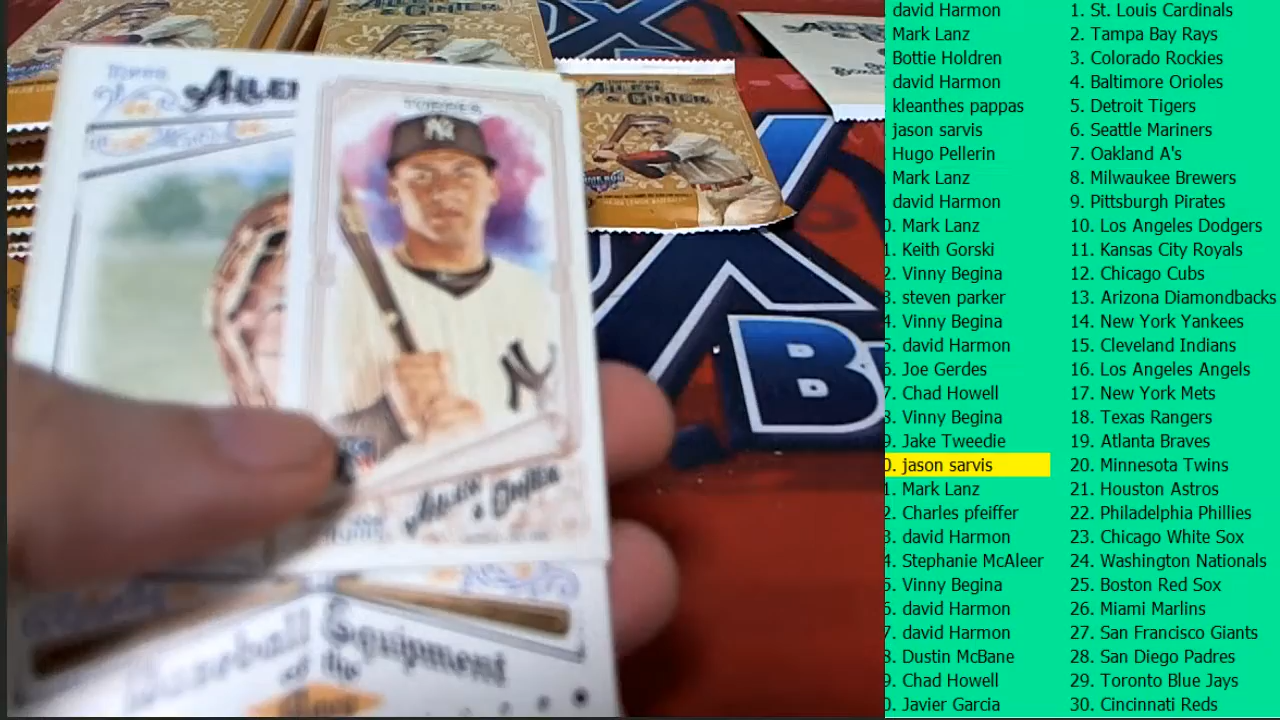 david Harmon 1. St. Louis Cardinals
Mark Lanz 2. Tampa Bay Rays
Bottie Holdren 3. Colorado Rockies
david Harmon 4. Baltimore Orioles
kleanthes pappas 5. Detroit Tigers
jason sarvis 6. Seattle Mariners
Hugo Pellerin 7. Oakland A's
Mark Lanz 8. Milwaukee Brewers
david Harmon 9. Pittsburgh Pirates
0. Mark Lanz 10. Los Angeles Dodgers
1. Keith Gorski 11. Kansas City Royals
2. Vinny Begina 12. Chicago Cubs
3. steven parker 13. Arizona Diamondbacks
4. Vinny Begina 14. New York Yankees
5. david Harmon 15. Cleveland Indians
6. Joe Gerdes 16. Los Angeles Angels
7. Chad Howell 17. New York Mets
8. Vinny Begina 18. Texas Rangers
9. Jake Tweedie 19. Atlanta Braves
0. jason sarvis 20. Minnesota Twins
1. Mark Lanz 21. Houston Astros
2. Charles pfeiffer 22. Philadelphia Phillies
3. david Harmon 23. Chicago White Sox
4. Stephanie McAleer 24. Washington Nationals
5. Vinny Begina 25. Boston Red Sox
6. david Harmon 26. Miami Marlins
7. david Harmon 27. San Francisco Giants
8. Dustin McBane 28. San Diego Padres
9. Chad Howell 29. Toronto Blue Jays
0. Javier Garcia 30. Cincinnati Reds
Topps
Allen
NY
Allen & Ginter
Allen & Ginter
B
Baseball Equipment
of the